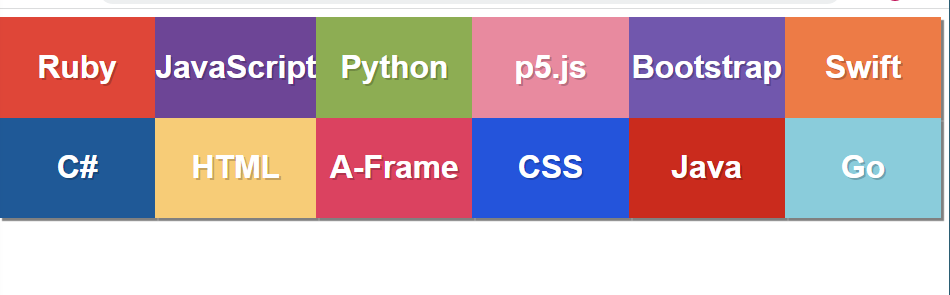 Ruby JavaScript Python p5.js Bootstrap Swift
C# HTML A-Frame CSS Java Go